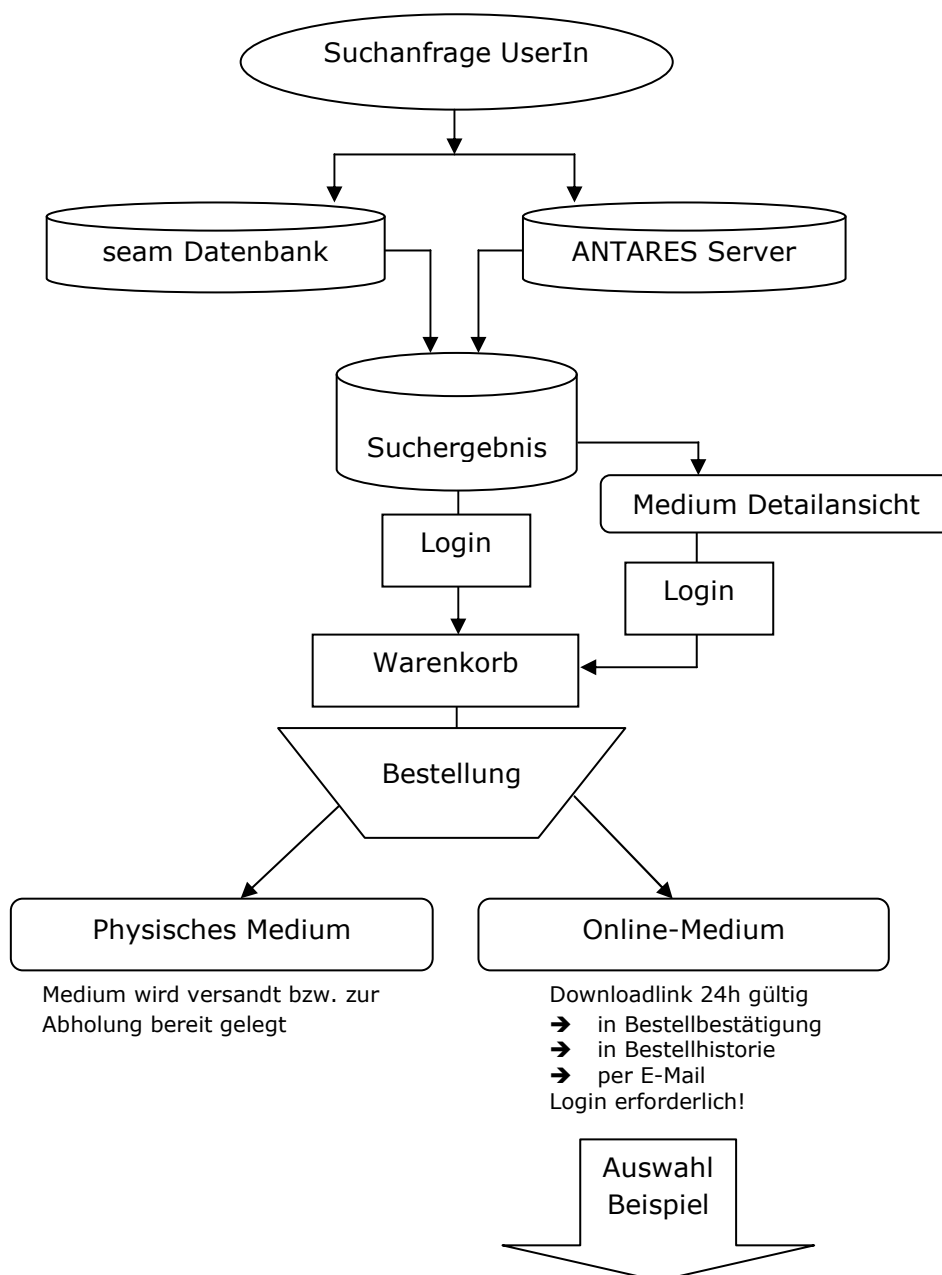 Suchanfrage UserIn
seam Datenbank
ANTARES Server
Suchergebnis
Medium Detailansicht
Login
Login
Warenkorb
Bestellung
Physisches Medium
Online-Medium
Medium wird versandt bzw. zur
Abholung bereit gelegt
Downloadlink 24h gültig
➔ in Bestellbestätigung
➔ in Bestellhistorie
➔ per E-Mail
Login erforderlich!
Auswahl
Beispiel